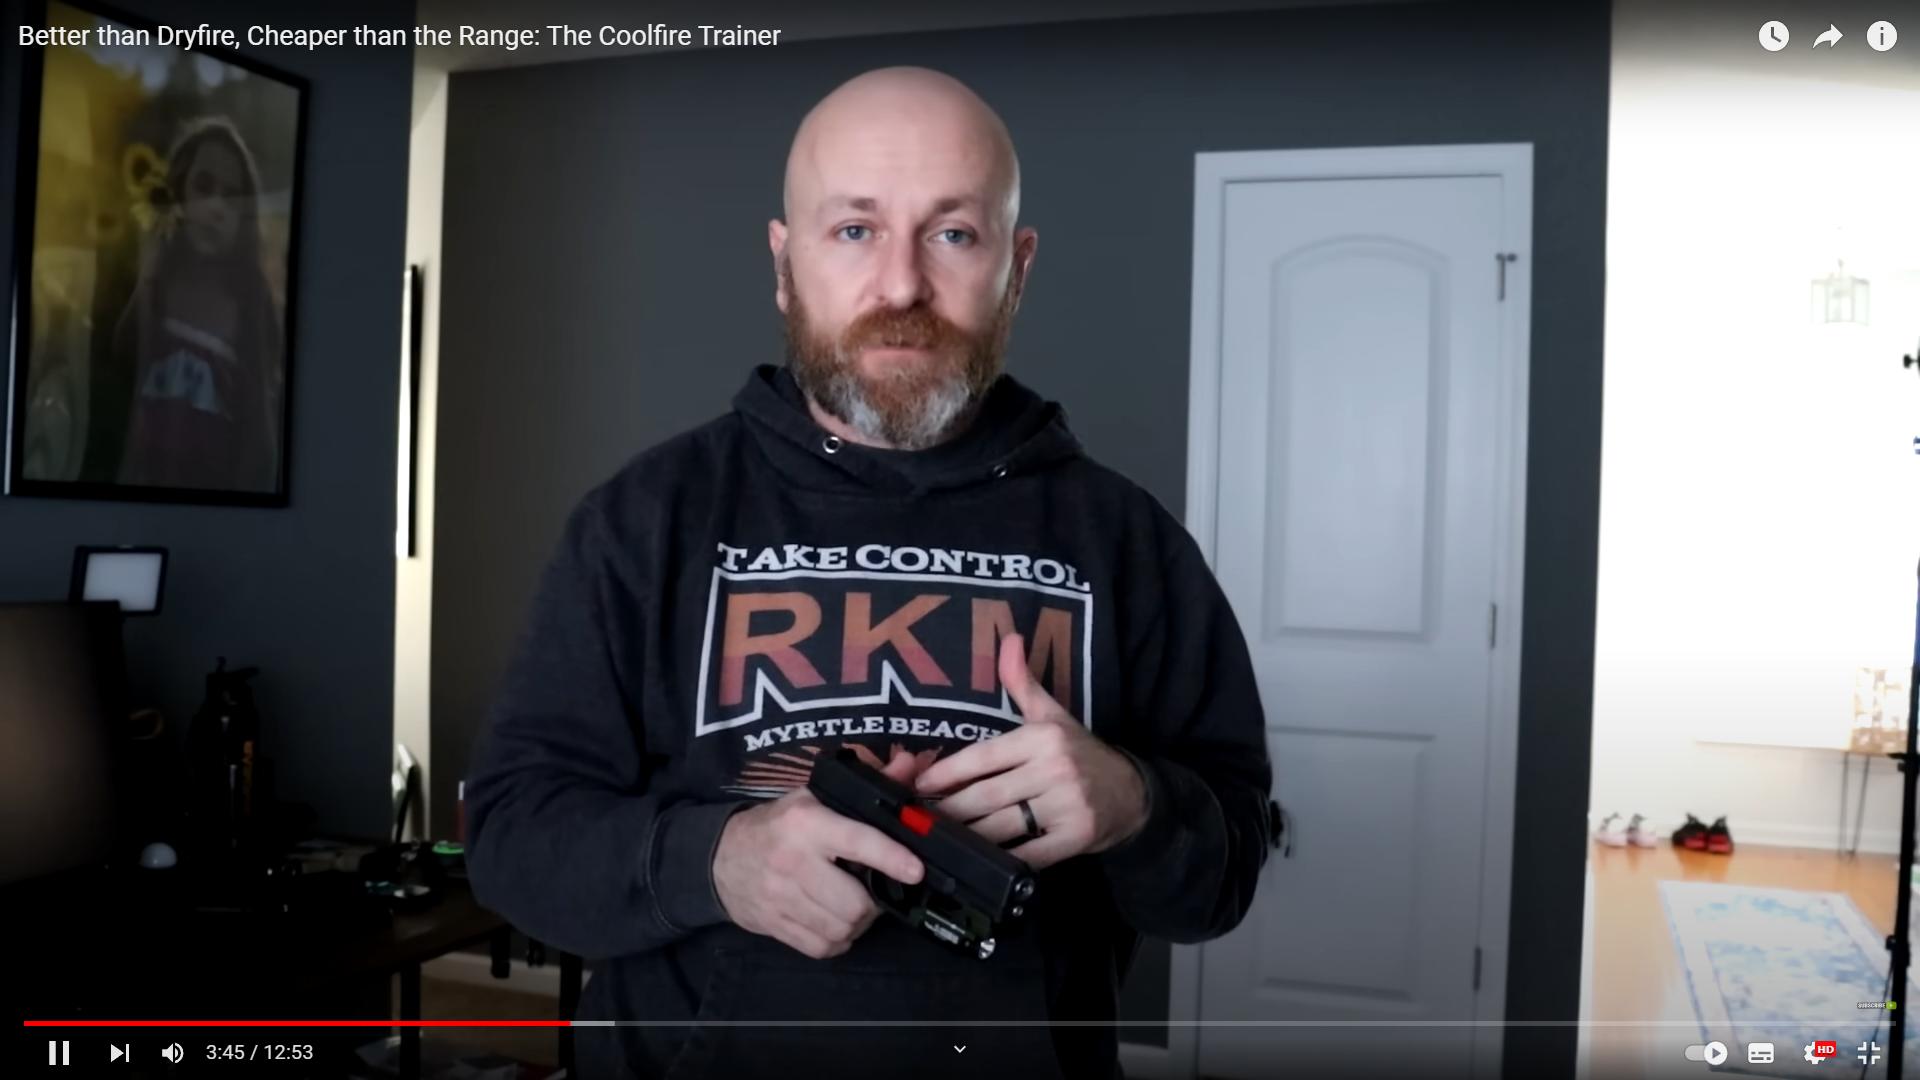 Better than Dryfire, Cheaper than the Range: The Coolfire Trainer
TAKE CONTROL
RKM
MYRTLE BEACH
SUBSCRIBE
3:45 / 12:53
HD